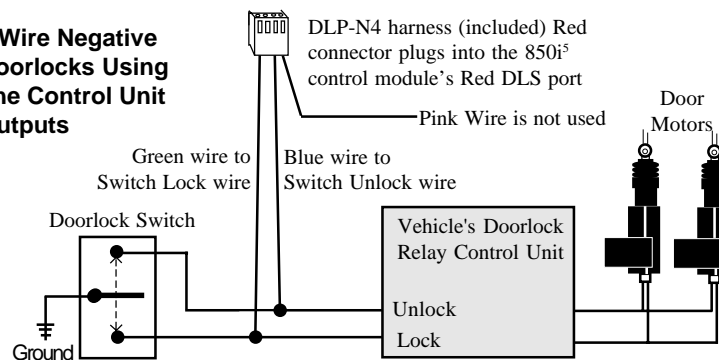 Wire Negative
oorlocks Using
ne Control Unit
utputs
DLP-N4 harness (included) Red
connector plugs into the 850i⁵
control module's Red DLS port
Pink Wire is not used
Door
Motors
Green wire to
Switch Lock wire
Blue wire to
Switch Unlock wire
Doorlock Switch
Vehicle's Doorlock
Relay Control Unit
Unlock
Lock
Ground